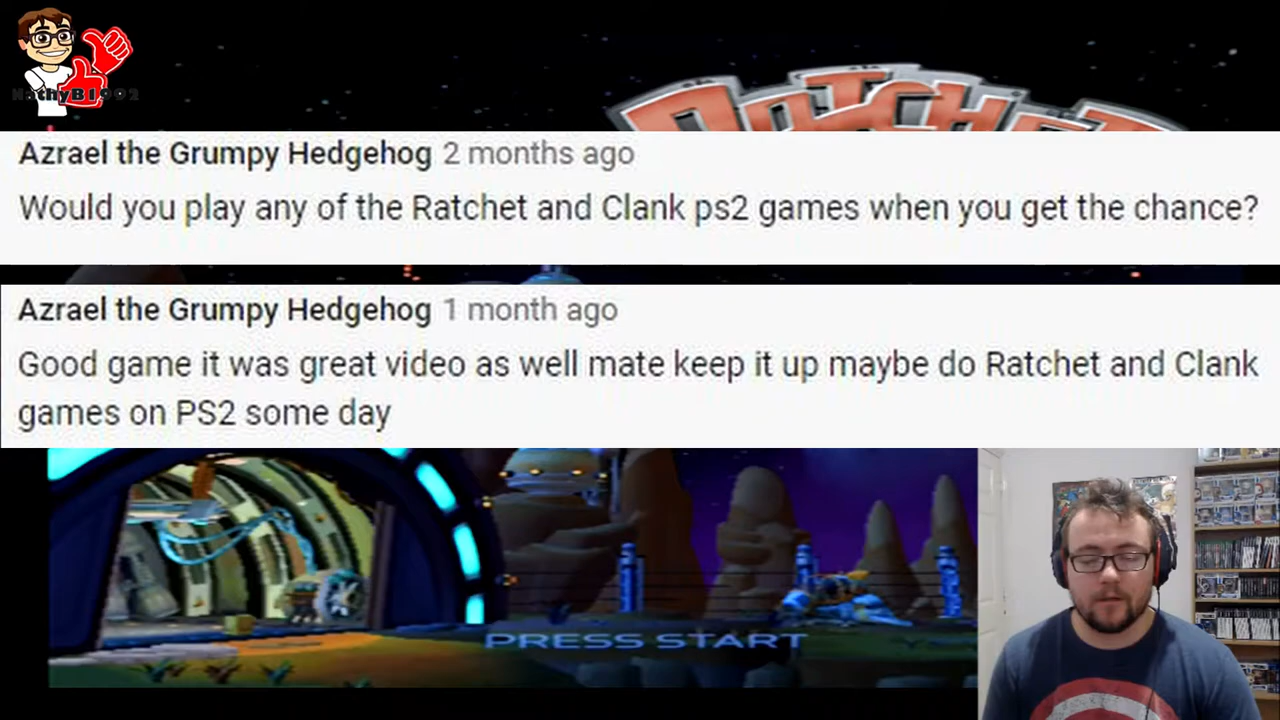 NathyB1992
RATCHET
Azrael the Grumpy Hedgehog 2 months ago
Would you play any of the Ratchet and Clank ps2 games when you get the chance?
Azrael the Grumpy Hedgehog 1 month ago
Good game it was great video as well mate keep it up maybe do Ratchet and Clank
games on PS2 some day
PRESS START